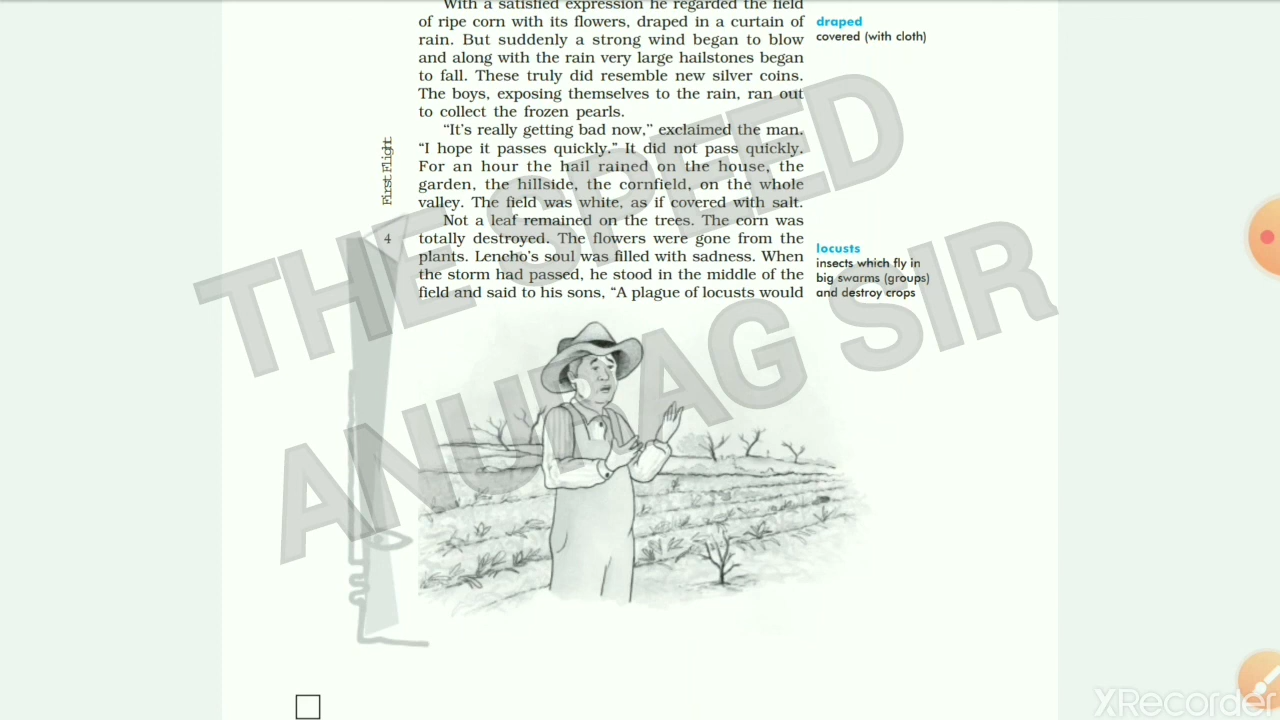 With a satisfied expression he regarded the field
of ripe corn with its flowers, draped in a curtain of
rain. But suddenly a strong wind began to blow
and along with the rain very large hailstones began
to fall. These truly did resemble new silver coins.
The boys, exposing themselves to the rain, ran out
to collect the frozen pearls.
“It’s really getting bad now,” exclaimed the man.
“I hope it passes quickly.” It did not pass quickly.
For an hour the hail rained on the house, the
garden, the hillside, the cornfield, on the whole
valley. The field was white, as if covered with salt.
Not a leaf remained on the trees. The corn was
totally destroyed. The flowers were gone from the
plants. Lencho’s soul was filled with sadness. When
the storm had passed, he stood in the middle of the
field and said to his sons, “A plague of locusts would
draped
covered (with cloth)
locusts
insects which fly in
big swarms (groups)
and destroy crops
First Flight
4
THE SPEED
ANURAG SIR
XRecorder